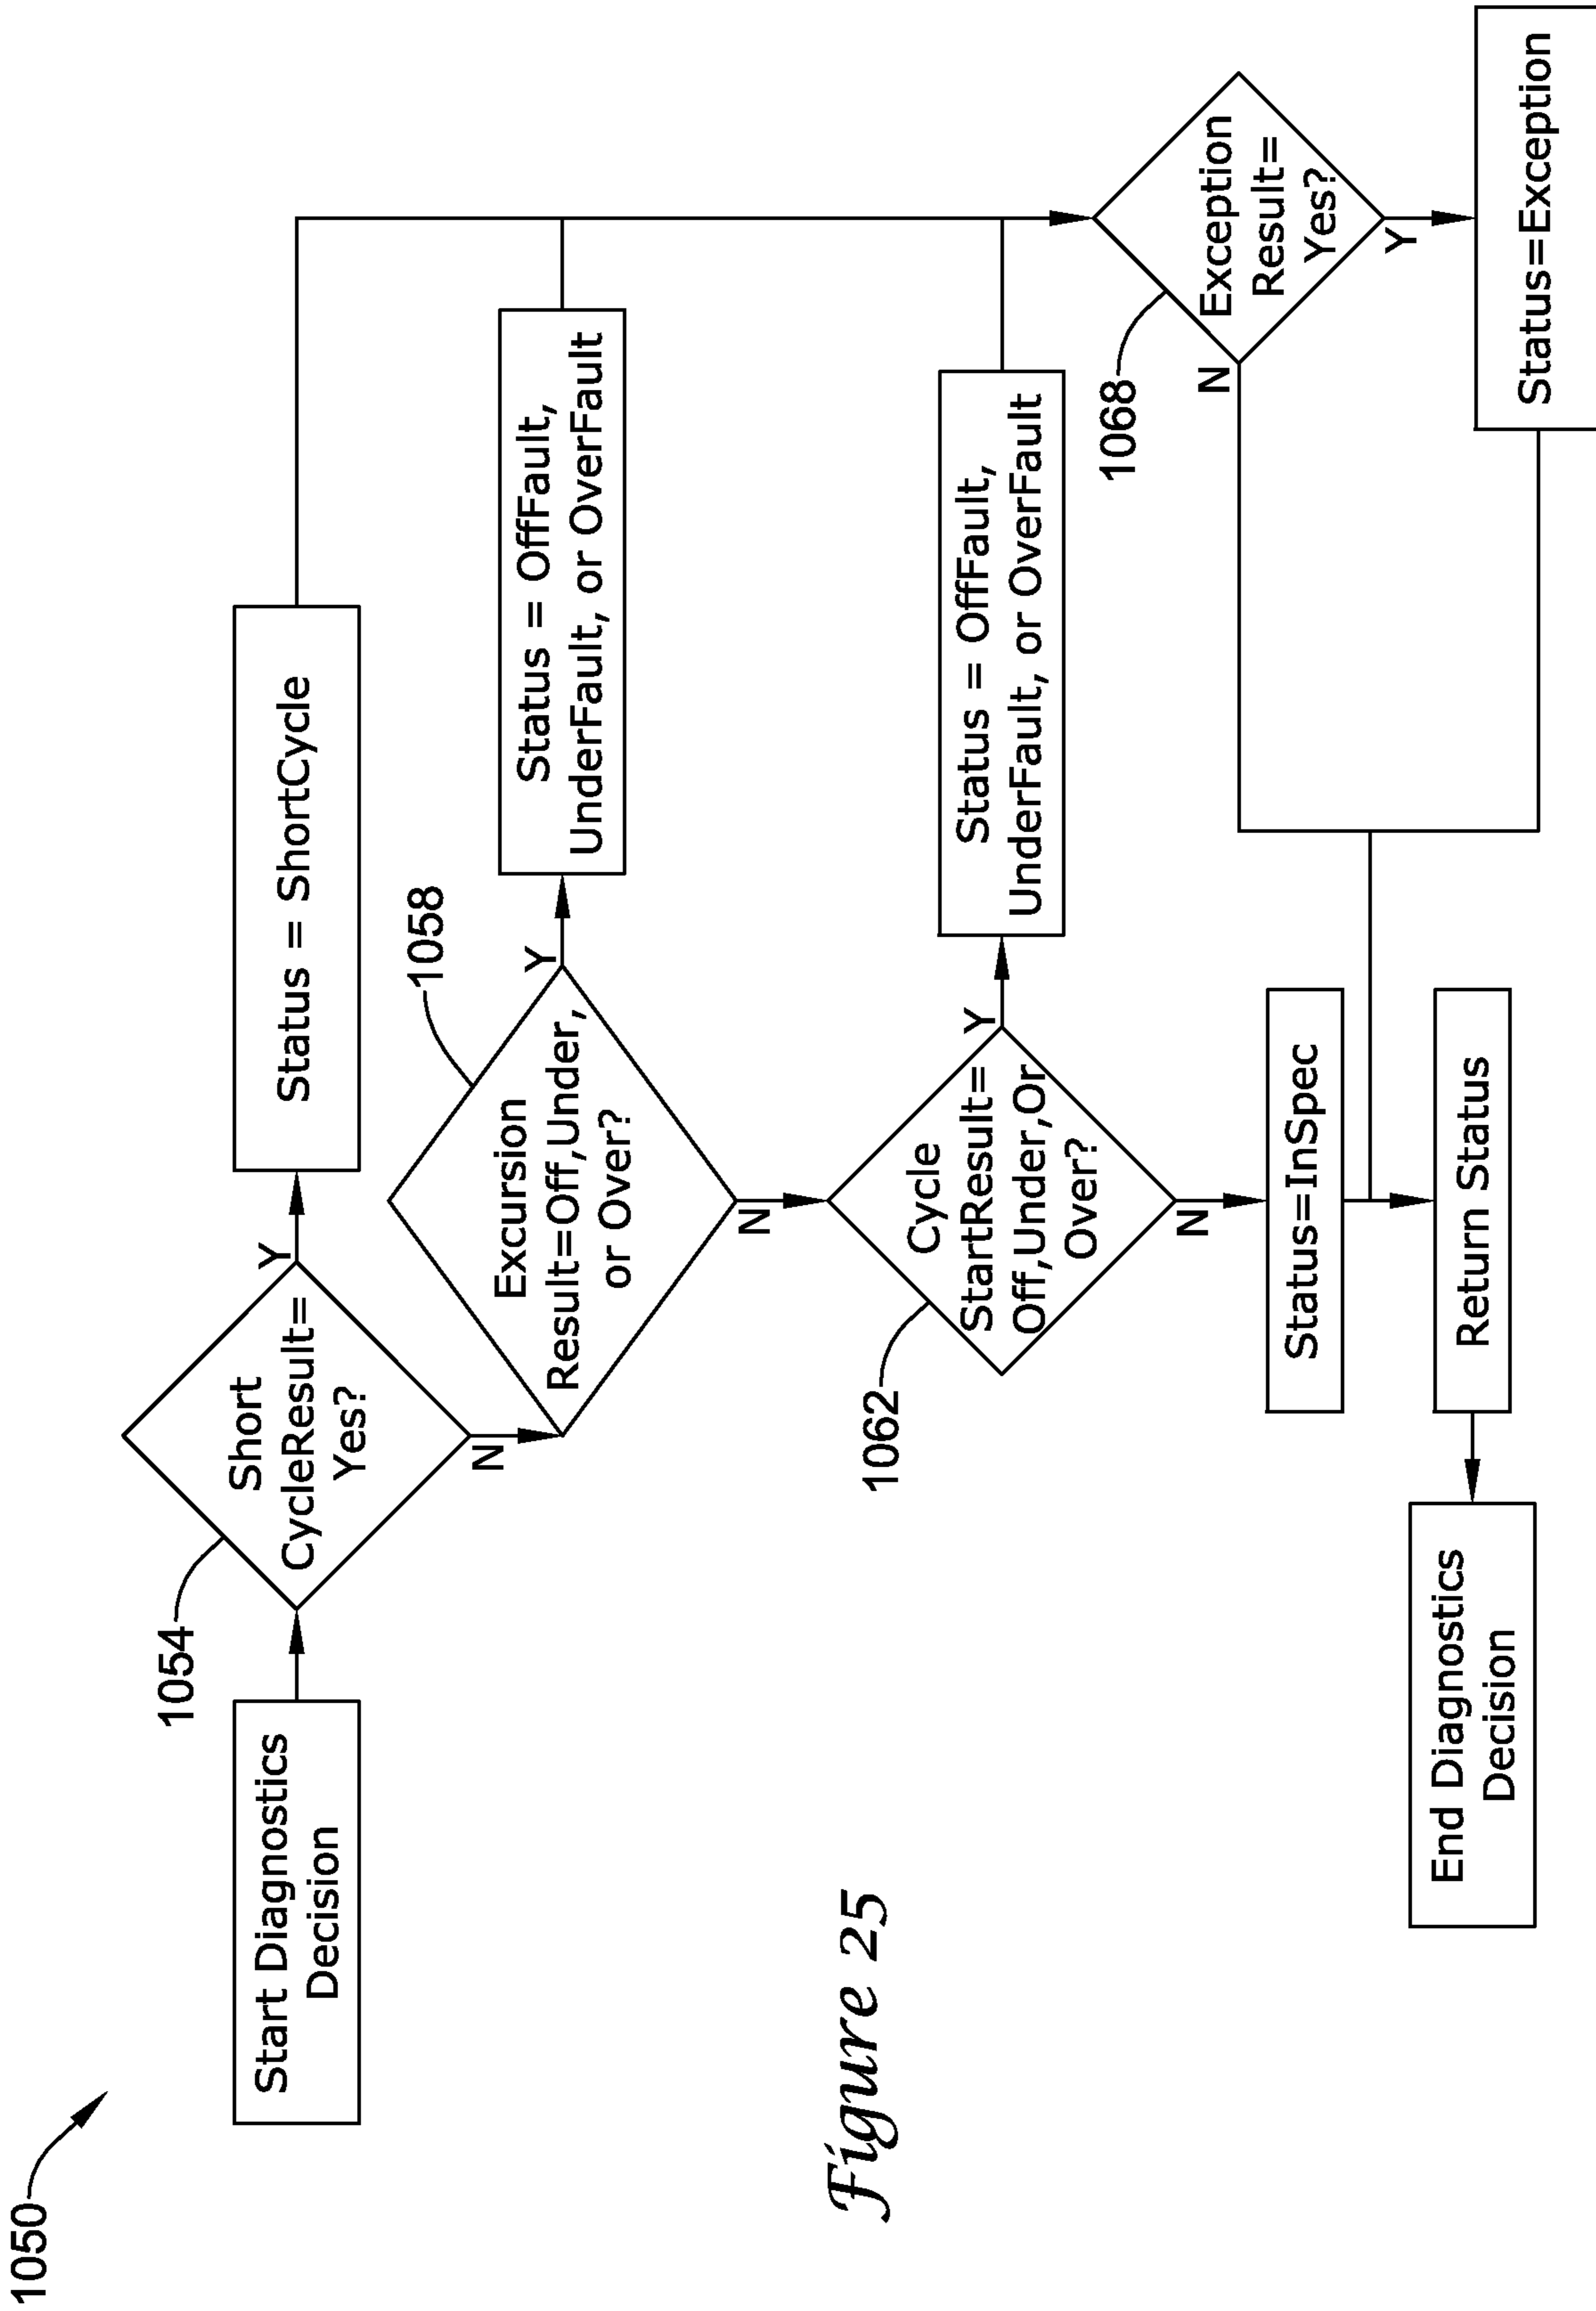 1050
Start Diagnostics
Decision
1054
Short
CycleResult=
Yes?
Y
N
Status = ShortCycle
1058
Excursion
Result=Off,Under,
or Over?
Y
N
Status = OffFault,
UnderFault, or OverFault
1062
Cycle
StartResult=
Off,Under,Or
Over?
Y
N
Status = OffFault,
UnderFault, or OverFault
1068
Exception
Result=
Yes?
N
Y
Status=InSpec
Return Status
Status=Exception
End Diagnostics
Decision
Figure 25